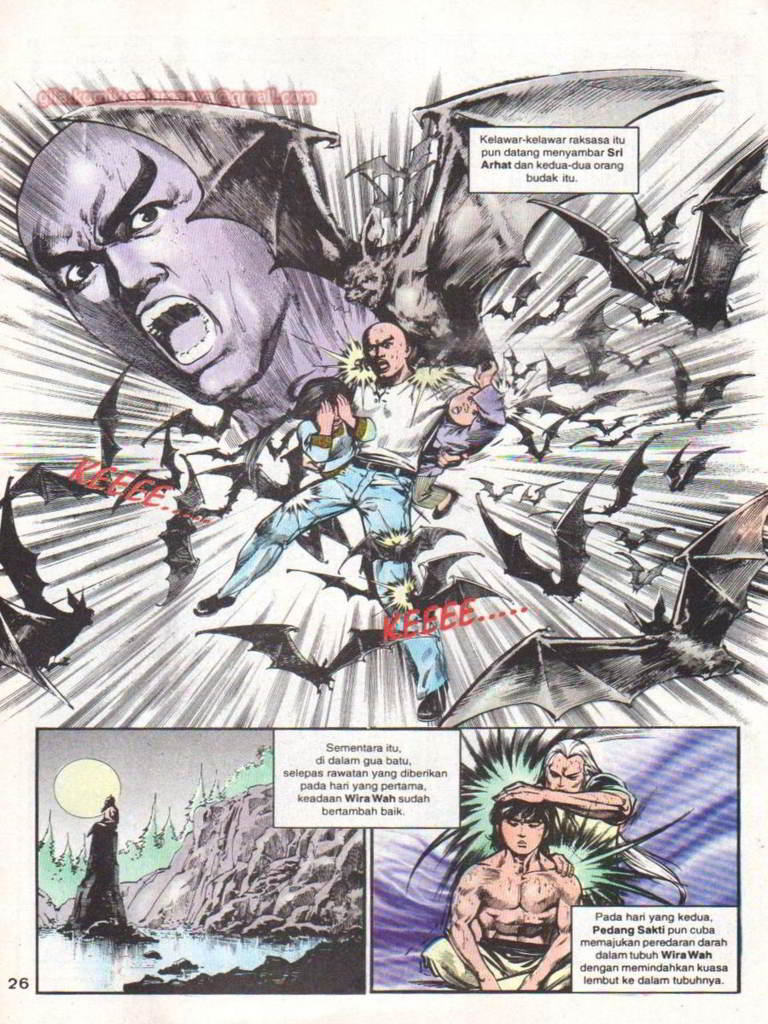 Kelawar-kelawar raksasa itu
pun datang menyambar Sri
Arhat dan kedua-dua orang
budak itu.
KEEEE.....
KEEEE.....
Sementara itu,
di dalam gua batu,
selepas rawatan yang diberikan
pada hari yang pertama,
keadaan Wira Wah sudah
bertambah baik.
Pada hari yang kedua,
Pedang Sakti pun cuba
memajukan peredaran darah
dalam tubuh Wira Wah
dengan memindahkan kuasa
lembut ke dalam tubuhnya.
26